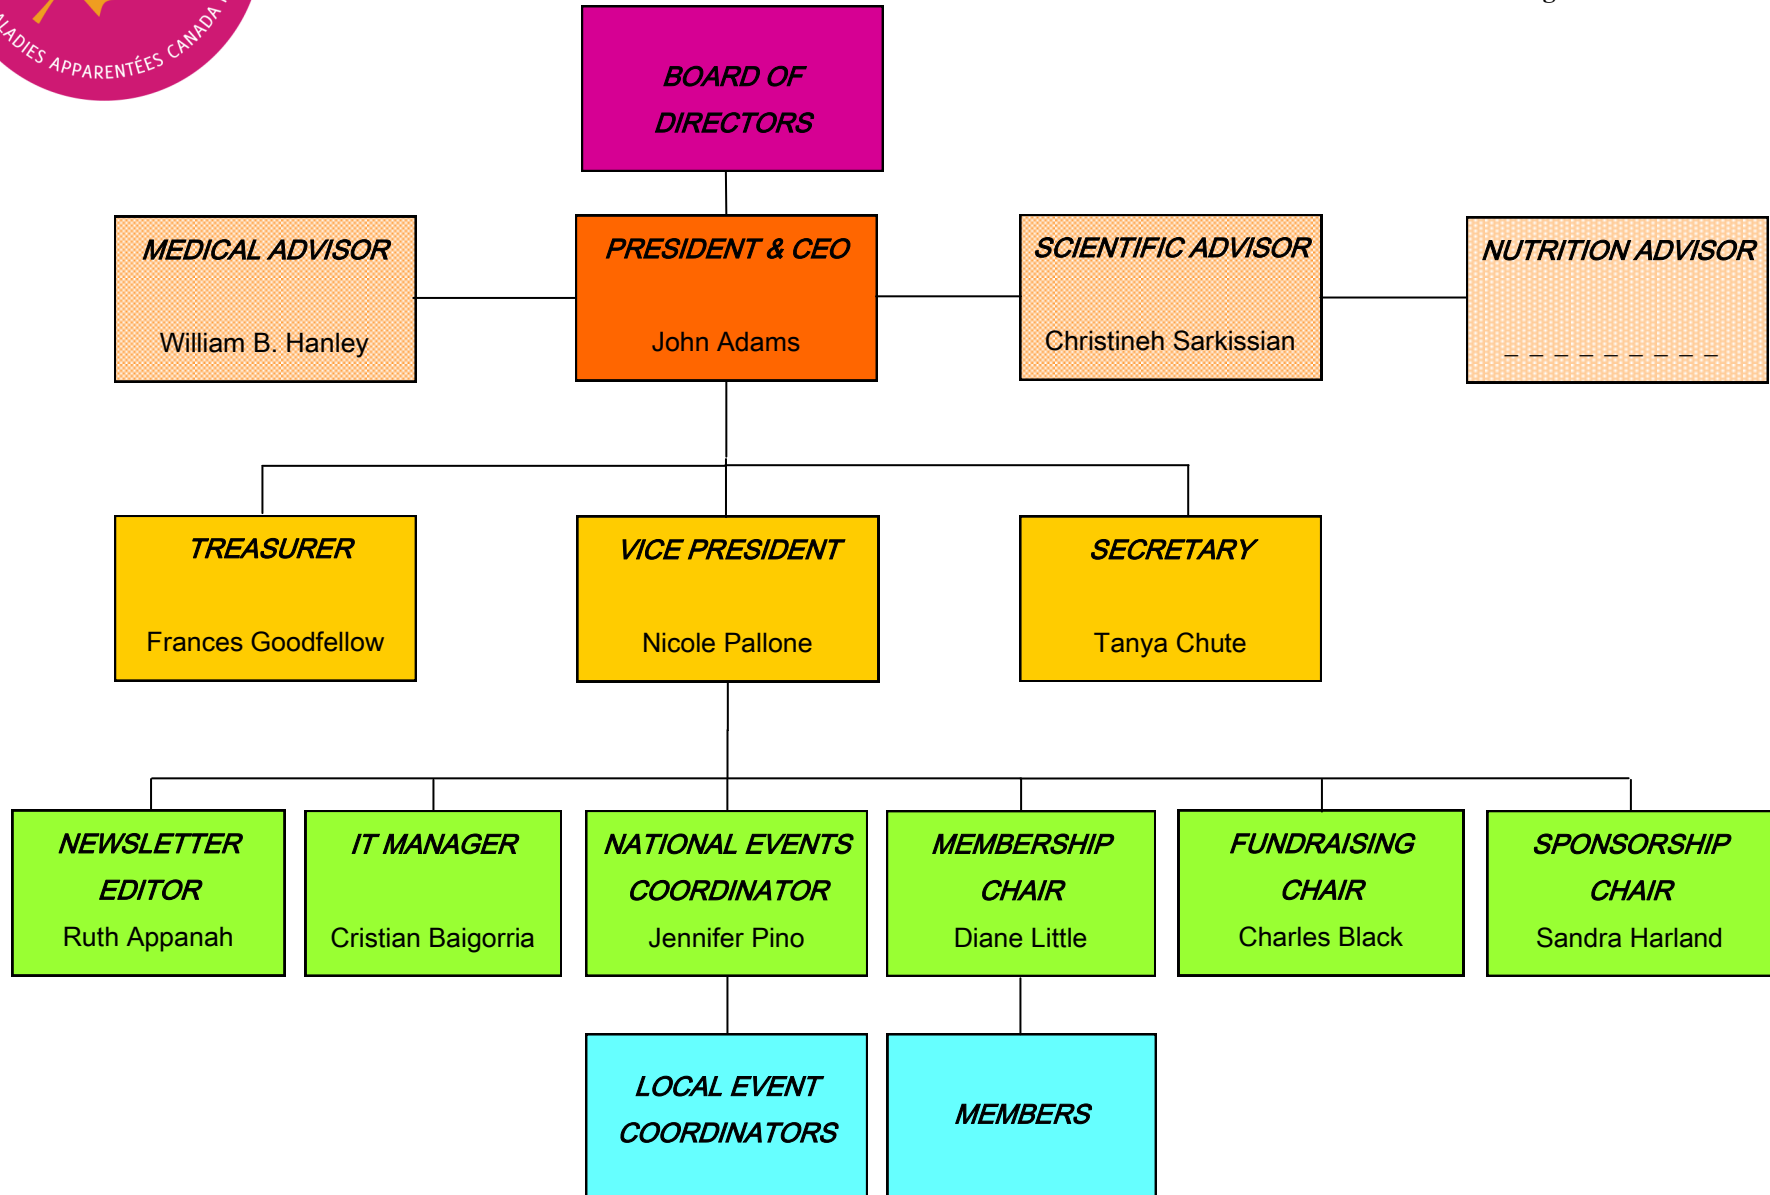 APPARENTÉES CANADA
BOARD OF
DIRECTORS
MEDICAL ADVISOR
William B. Hanley
PRESIDENT & CEO
John Adams
SCIENTIFIC ADVISOR
Christineh Sarkissian
NUTRITION ADVISOR
_ _ _ _ _ _ _ _ _
TREASURER
Frances Goodfellow
VICE PRESIDENT
Nicole Pallone
SECRETARY
Tanya Chute
NEWSLETTER
EDITOR
Ruth Appanah
IT MANAGER
Cristian Baigorria
NATIONAL EVENTS
COORDINATOR
Jennifer Pino
MEMBERSHIP
CHAIR
Diane Little
FUNDRAISING
CHAIR
Charles Black
SPONSORSHIP
CHAIR
Sandra Harland
LOCAL EVENT
COORDINATORS
MEMBERS